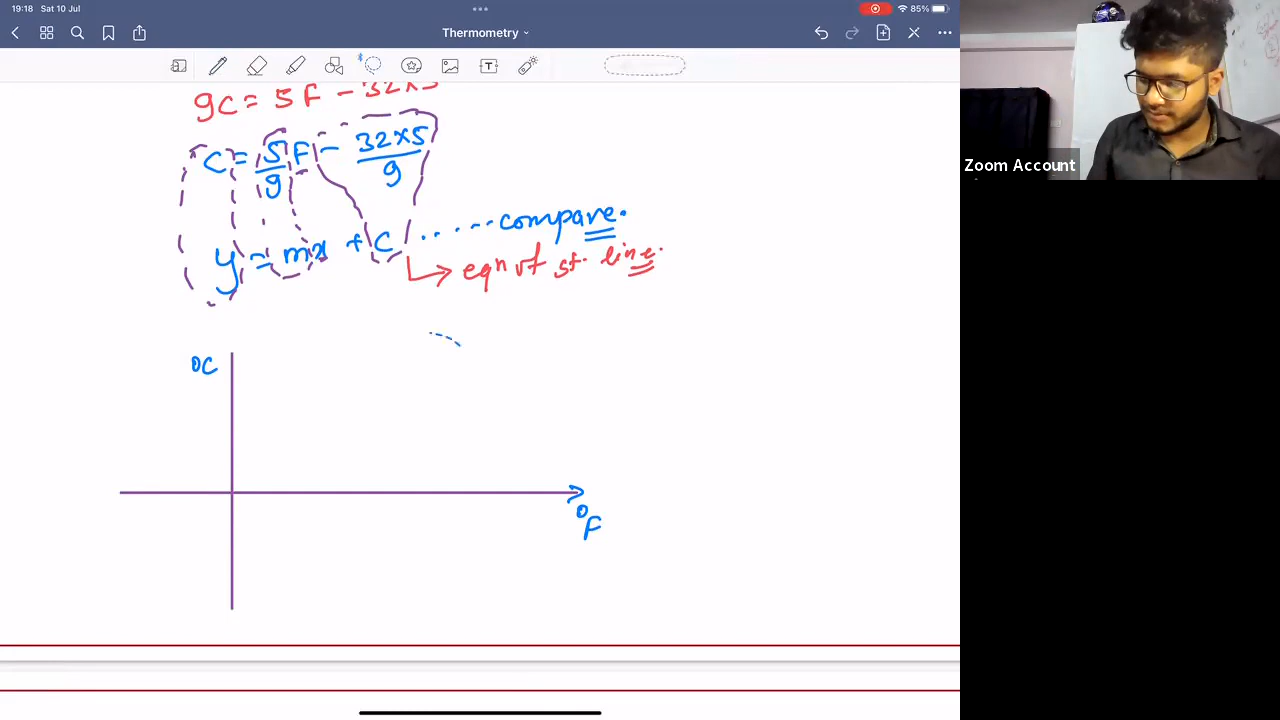 19:18 Sat 10 Jul
85%
Thermometry
Zoom Account
9C = 5F - 32×5
C = 5/9 F - 32×5/9
y = mx + C ...... compare.
→ eqn of st. line.
°C
°F